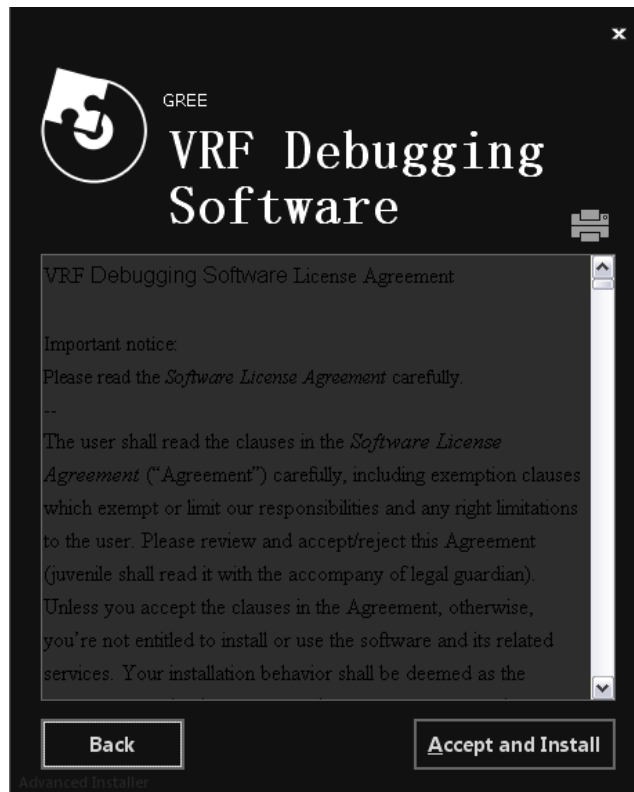 GREE
VRF Debugging
Software
VRF Debugging Software License Agreement
Important notice:
Please read the Software License Agreement carefully.
--
The user shall read the clauses in the Software License
Agreement (“Agreement”) carefully, including exemption clauses
which exempt or limit our responsibilities and any right limitations
to the user. Please review and accept/reject this Agreement
(juvenile shall read it with the accompany of legal guardian).
Unless you accept the clauses in the Agreement, otherwise,
you’re not entitled to install or use the software and its related
services. Your installation behavior shall be deemed as the
Back
Accept and Install
Advanced Installer